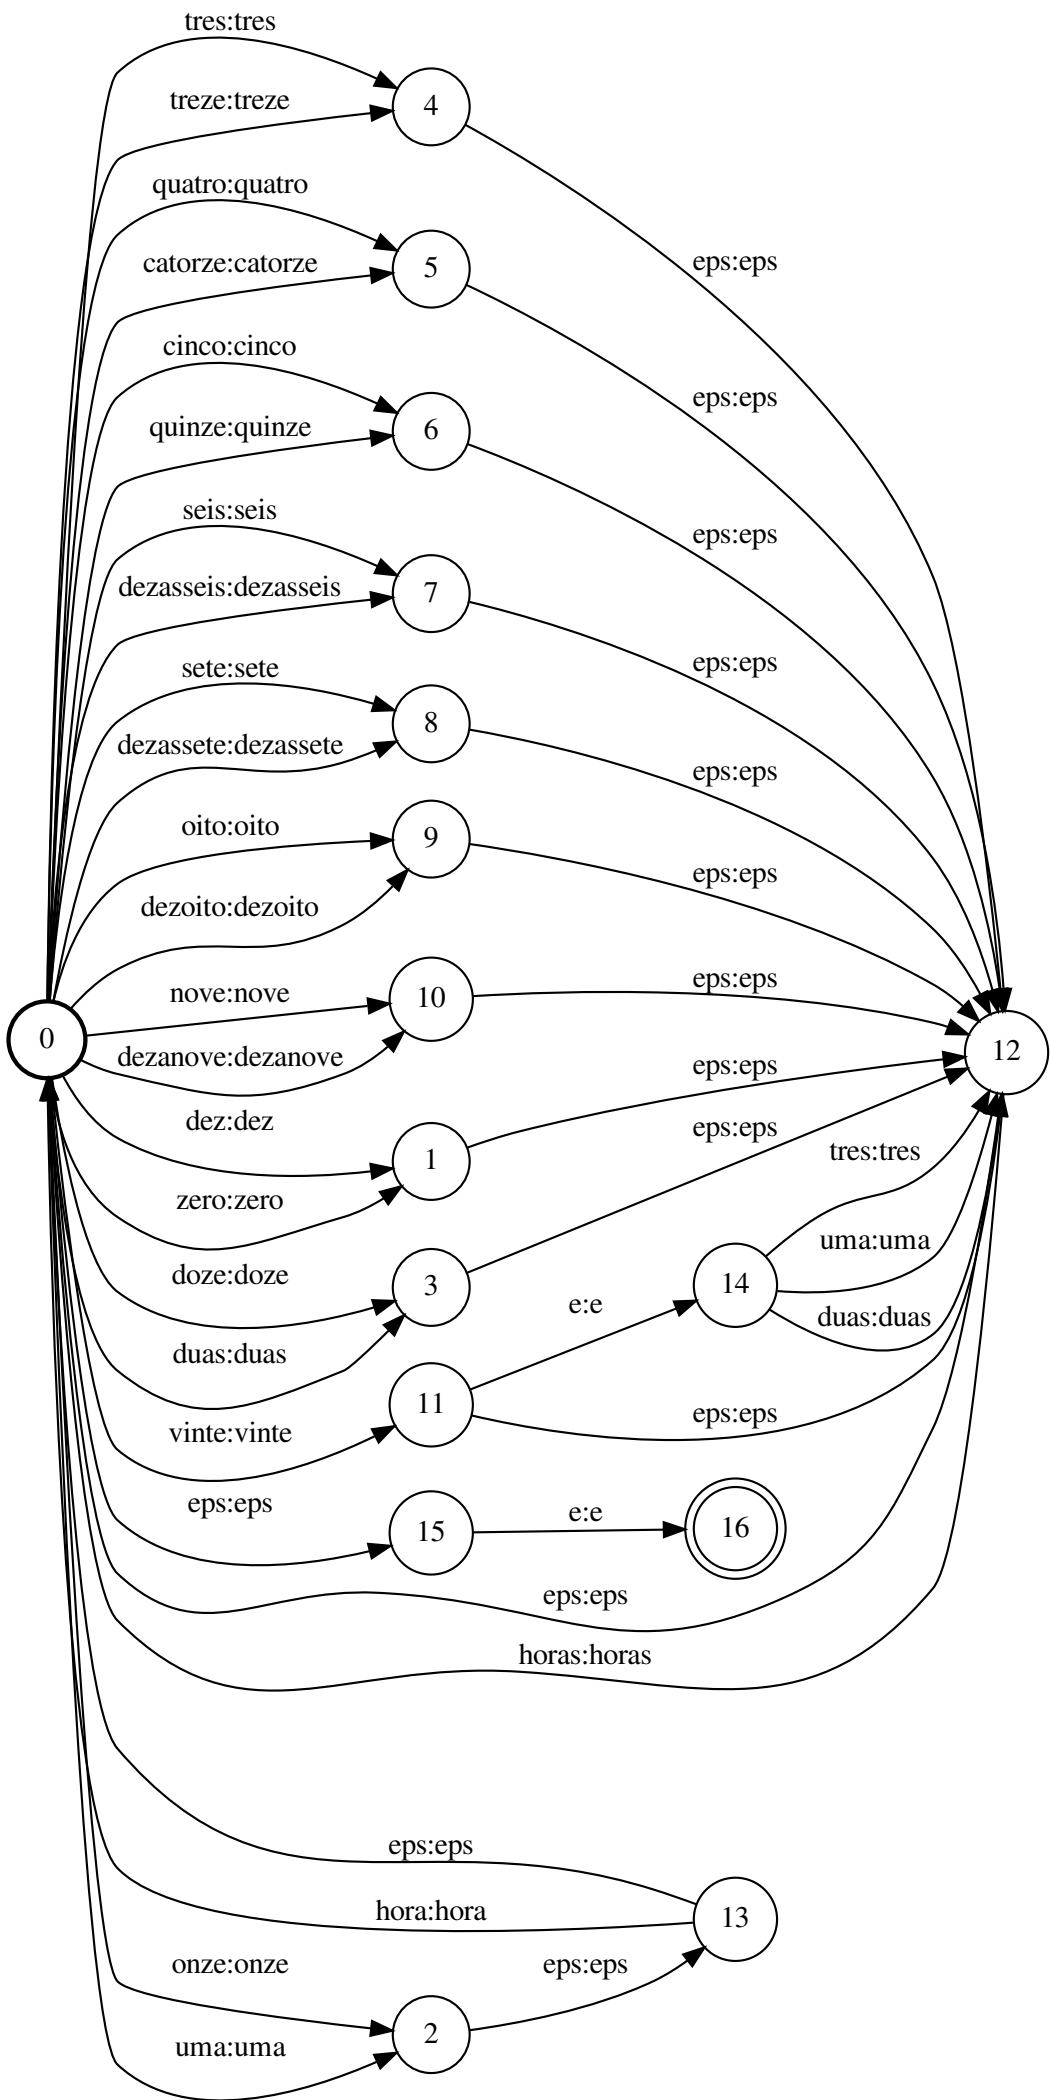 tres:tres
treze:treze
4
quatro:quatro
catorze:catorze
5
eps:eps
cinco:cinco
quinze:quinze
6
eps:eps
seis:seis
dezasseis:dezasseis
7
eps:eps
sete:sete
dezassete:dezassete
8
eps:eps
oito:oito
dezoito:dezoito
9
eps:eps
nove:nove
10
eps:eps
eps:eps
0
dezanove:dezanove
12
dez:dez
1
eps:eps
zero:zero
eps:eps
tres:tres
doze:doze
3
uma:uma
14
e:e
duas:duas
duas:duas
11
vinte:vinte
eps:eps
eps:eps
15
e:e
16
eps:eps
horas:horas
eps:eps
hora:hora
13
onze:onze
eps:eps
2
uma:uma